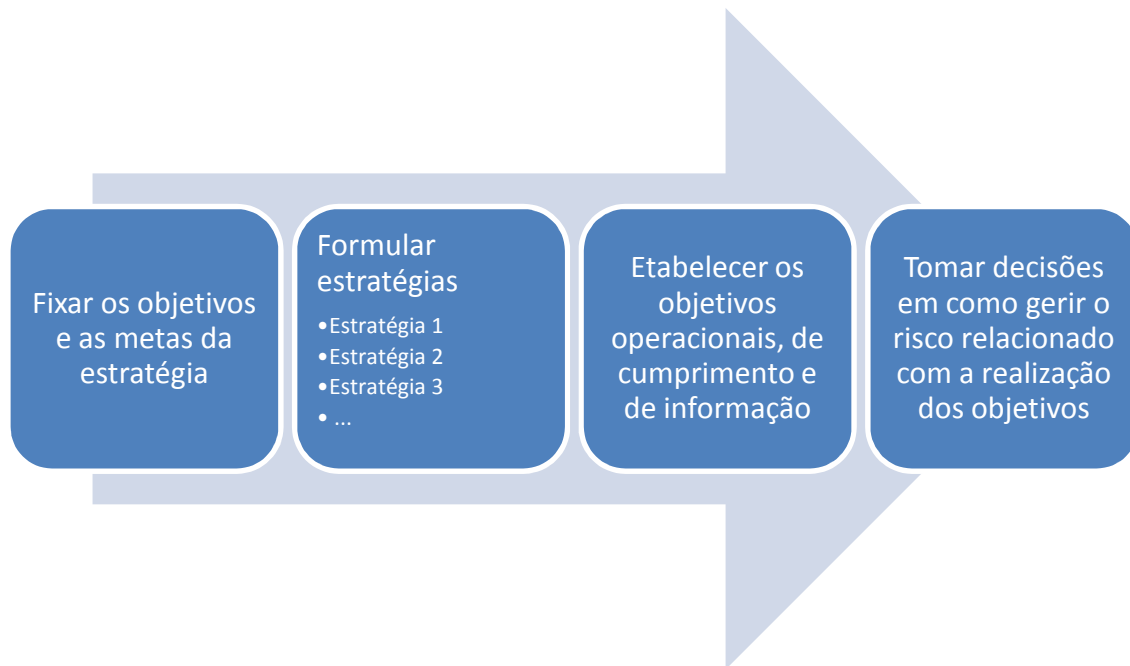 Fixar os objetivos
e as metas da
estratégia
Formular
estratégias
•Estratégia 1
•Estratégia 2
•Estratégia 3
• ...
Etabelecer os
objetivos
operacionais, de
cumprimento e
de informação
Tomar decisões
em como gerir o
risco relacionado
com a realização
dos objetivos